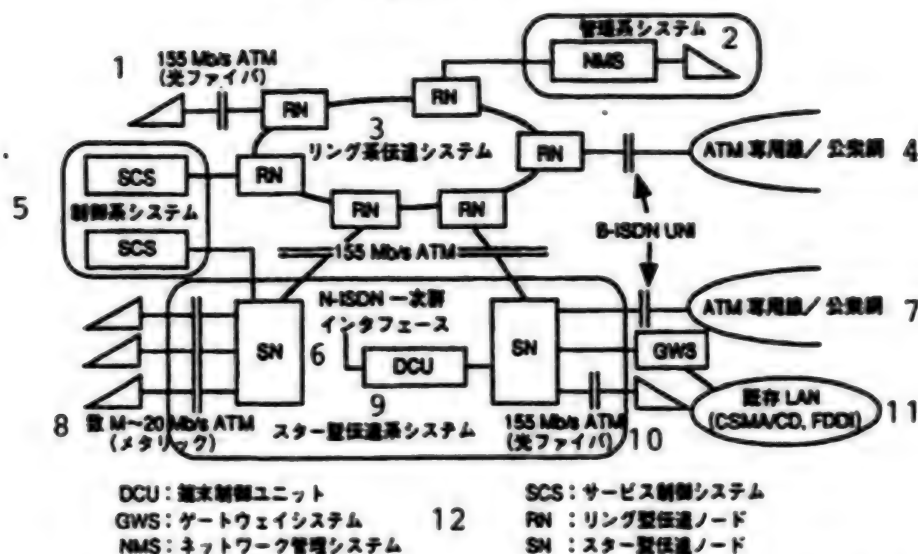 1 155 Mb/s ATM
(光ファイバ)
管理系システム 2
NMS
RN
RN
3
リング系伝達システム
RN
RN
ATM 専用線/公衆網 4
5
SCS
制御系システム
SCS
RN
RN
B-ISDN UNI
155 Mb/s ATM
N-ISDN 一次群
インタフェース
SN
6
DCU
SN
ATM 専用線/公衆網 7
GWS
9
8 数 M~20 Mb/s ATM
(メタリック)
スター型伝達系システム
155 Mb/s ATM
(光ファイバ) 10
既存 LAN
(CSMA/CD, FDDI) 11
DCU:端末制御ユニット
GWS:ゲートウェイシステム
NMS:ネットワーク管理システム
12
SCS:サービス制御システム
RN :リング型伝達ノード
SN :スター型伝達ノード